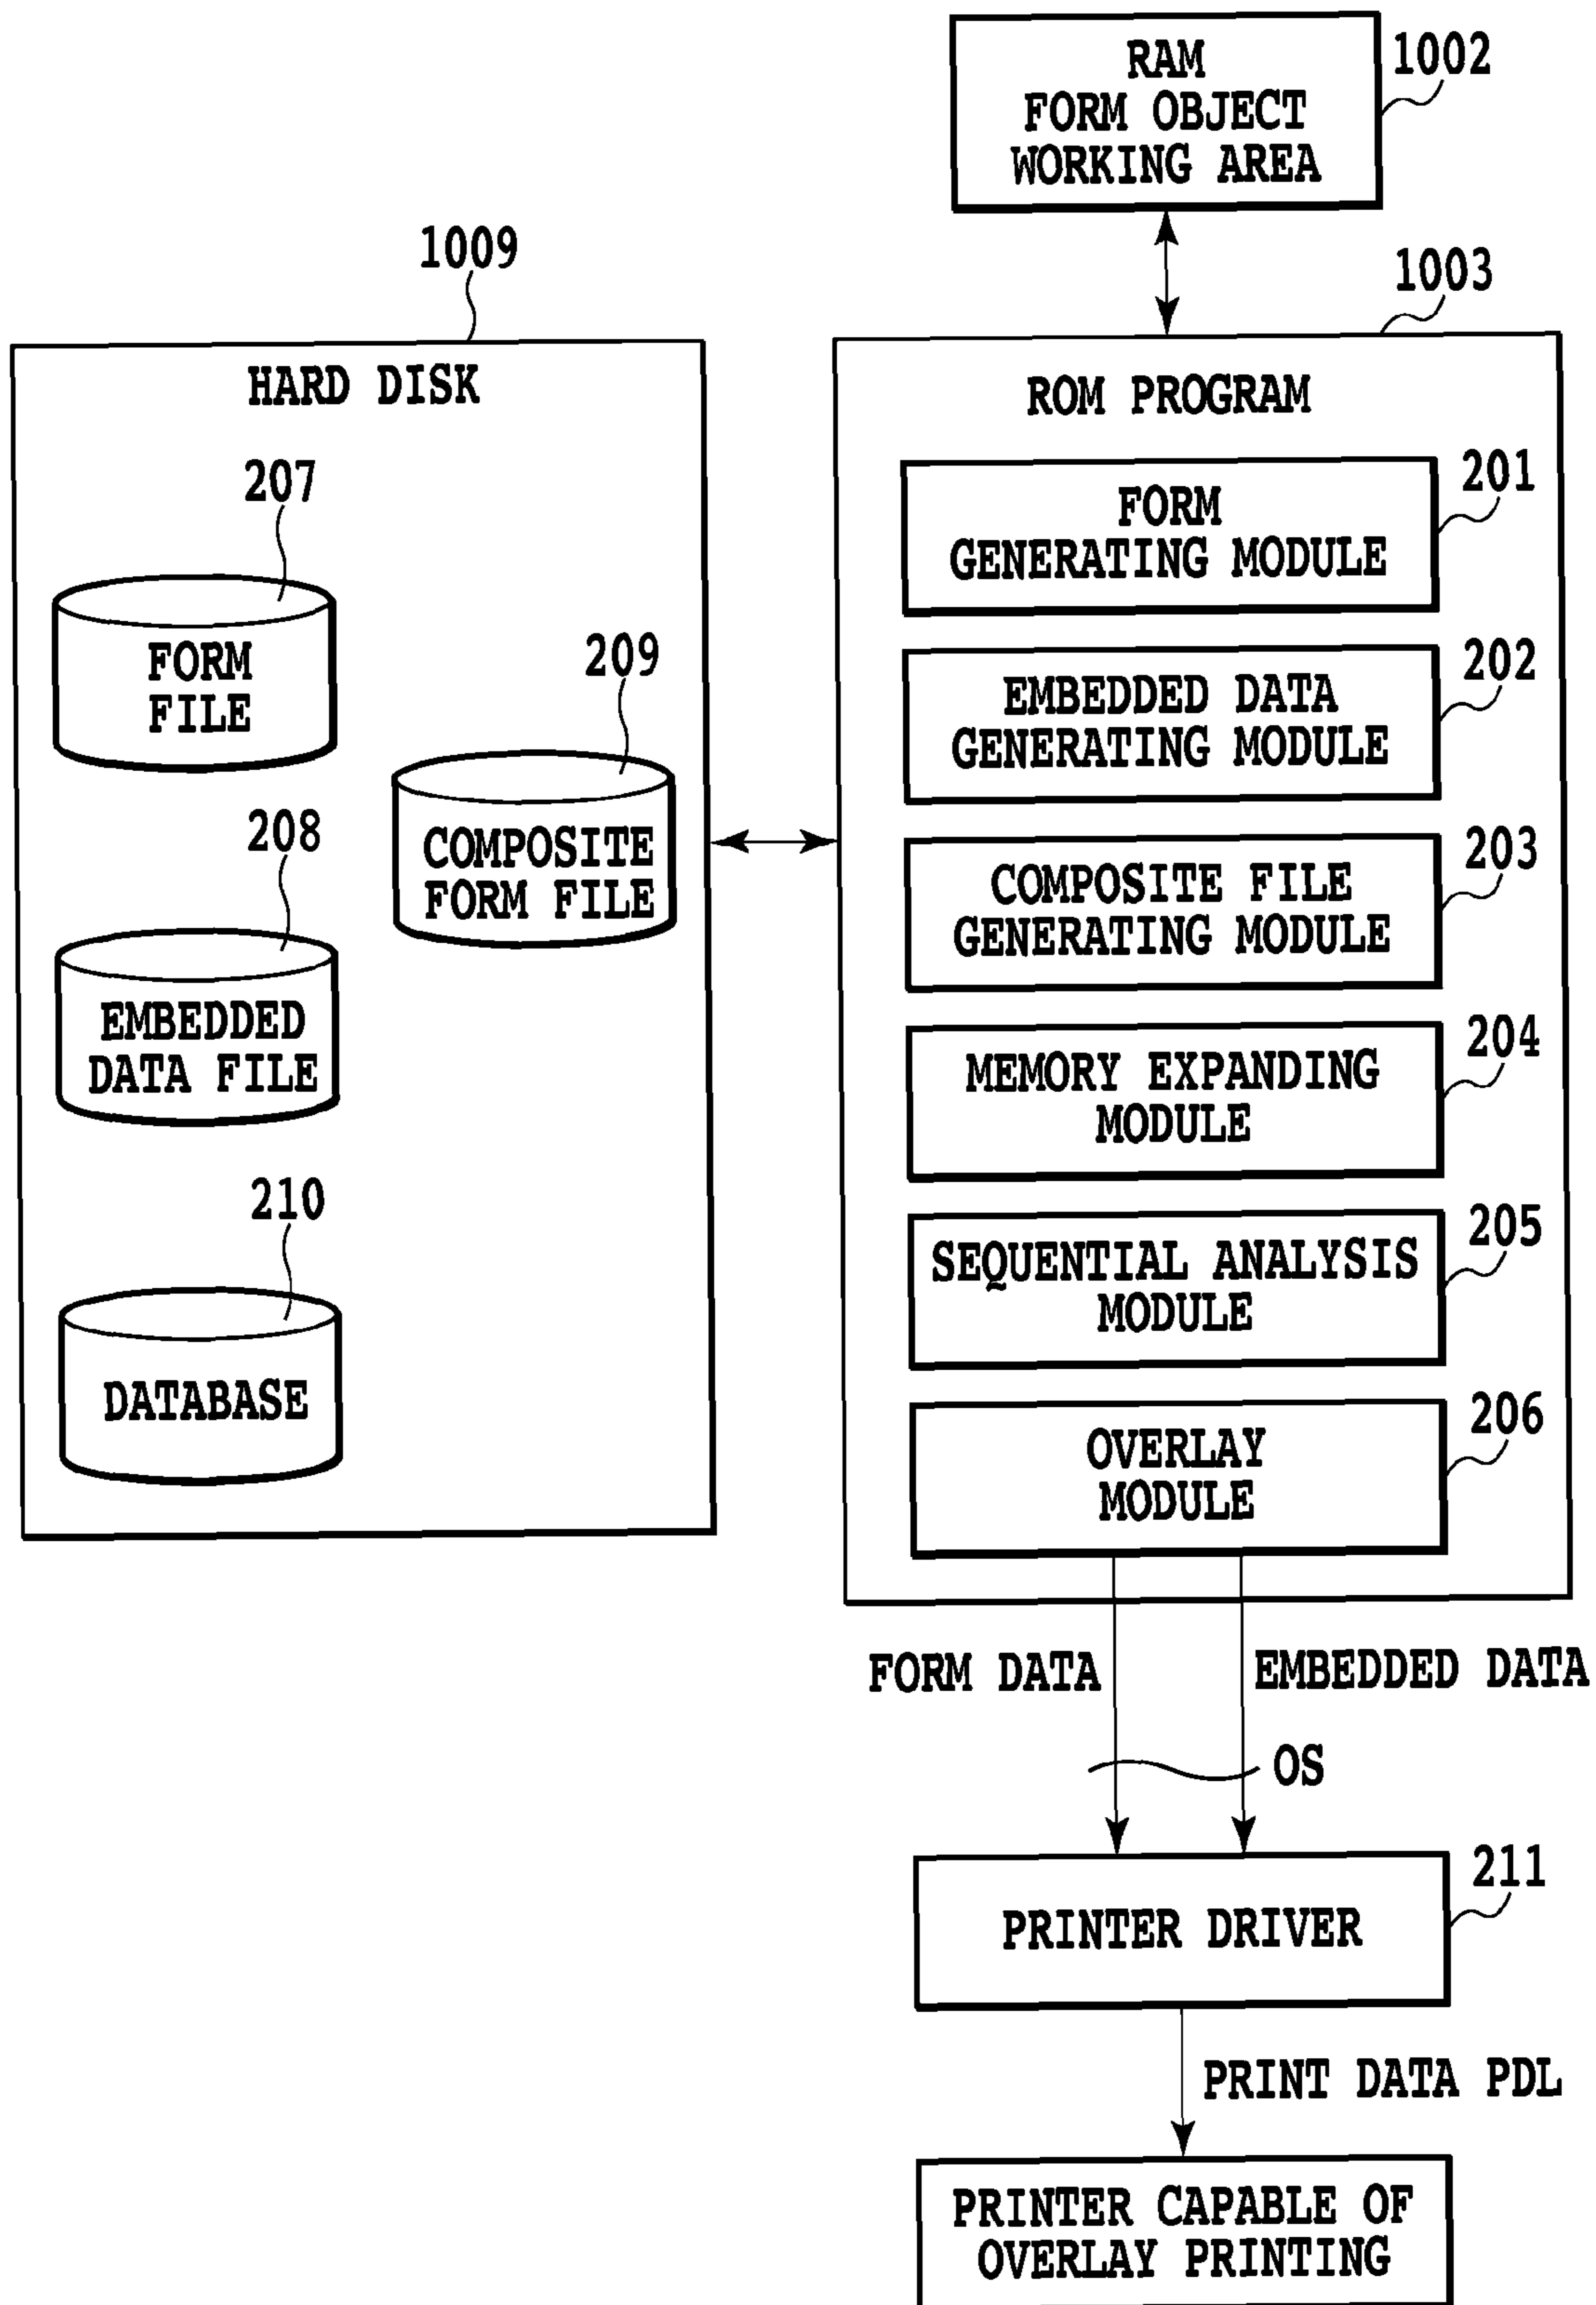 RAM
FORM OBJECT
WORKING AREA
1002
1009
1003
HARD DISK
207
FORM
FILE
209
COMPOSITE
FORM FILE
208
EMBEDDED
DATA FILE
210
DATABASE
ROM PROGRAM
201
FORM
GENERATING MODULE
202
EMBEDDED DATA
GENERATING MODULE
203
COMPOSITE FILE
GENERATING MODULE
204
MEMORY EXPANDING
MODULE
205
SEQUENTIAL ANALYSIS
MODULE
206
OVERLAY
MODULE
FORM DATA
EMBEDDED DATA
OS
211
PRINTER DRIVER
PRINT DATA PDL
PRINTER CAPABLE OF
OVERLAY PRINTING